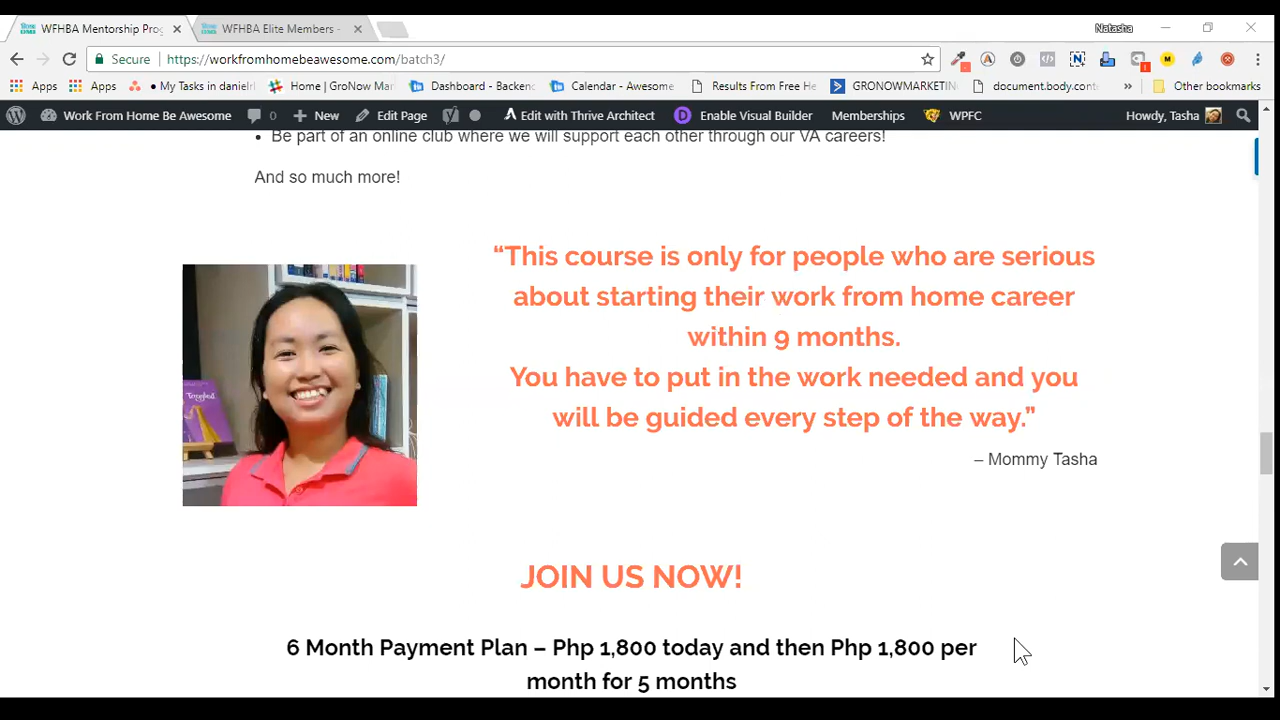 WFHBA Mentorship Prog
WFHBA Elite Members -
Natasha
Secure
https://workfromhomebeawesome.com/batch3/
Apps
Apps
● My Tasks in danielr
Home | GroNow Mar
Dashboard - Backenc
Calendar - Awesome
Results From Free He
GRONOWMARKETIN
document.body.cont
»
Other bookmarks
Work From Home Be Awesome
0
+ New
Edit Page
Edit with Thrive Architect
Enable Visual Builder
Memberships
WPFC
Howdy, Tasha
• Be part of an online club where we will support each other through our VA careers!
And so much more!
“This course is only for people who are serious
about starting their work from home career
within 9 months.
You have to put in the work needed and you
will be guided every step of the way.”
– Mommy Tasha
Tangled
JOIN US NOW!
6 Month Payment Plan – Php 1,800 today and then Php 1,800 per
month for 5 months